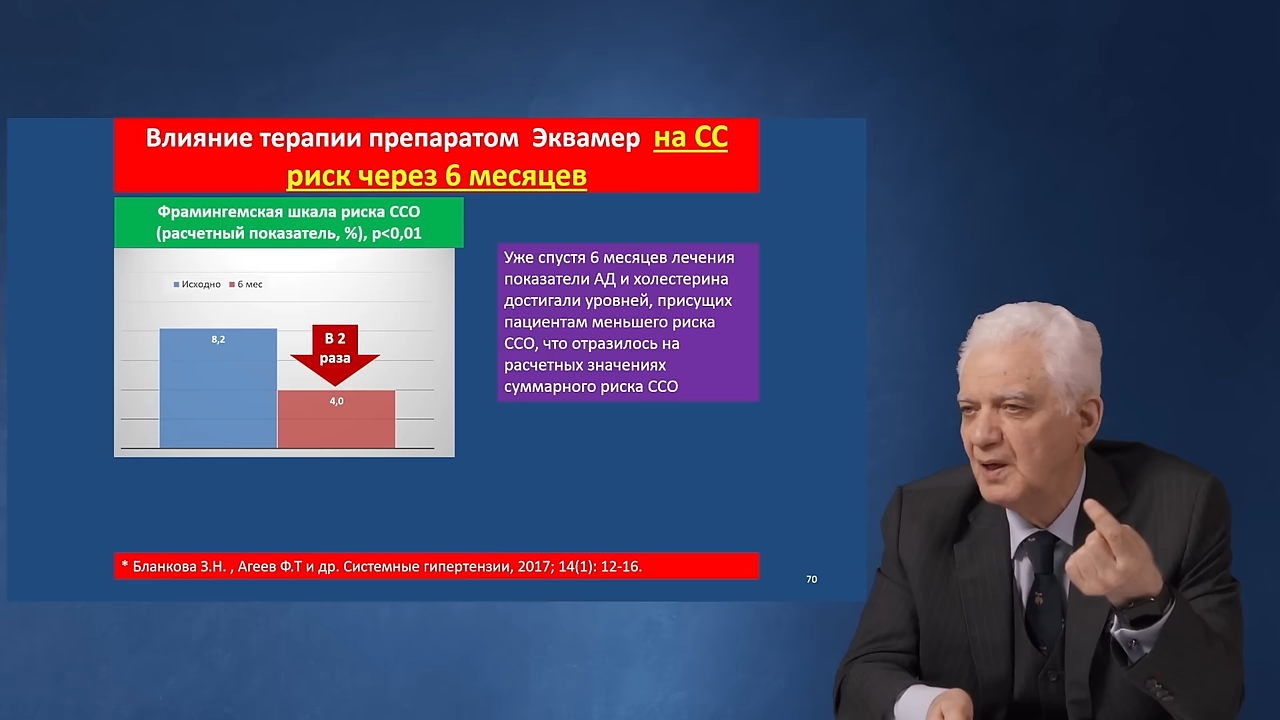 Влияние терапии препаратом Эквамер на СС
риск через 6 месяцев
Фрамингемская шкала риска ССО
(расчетный показатель, %), p<0,01
Исходно 6 мес
8,2
В 2
раза
4,0
Уже спустя 6 месяцев лечения
показатели АД и холестерина
достигали уровней, присущих
пациентам меньшего риска
ССО, что отразилось на
расчетных значениях
суммарного риска ССО
* Бланкова З.Н. , Агеев Ф.Т и др. Системные гипертензии, 2017; 14(1): 12-16.
70